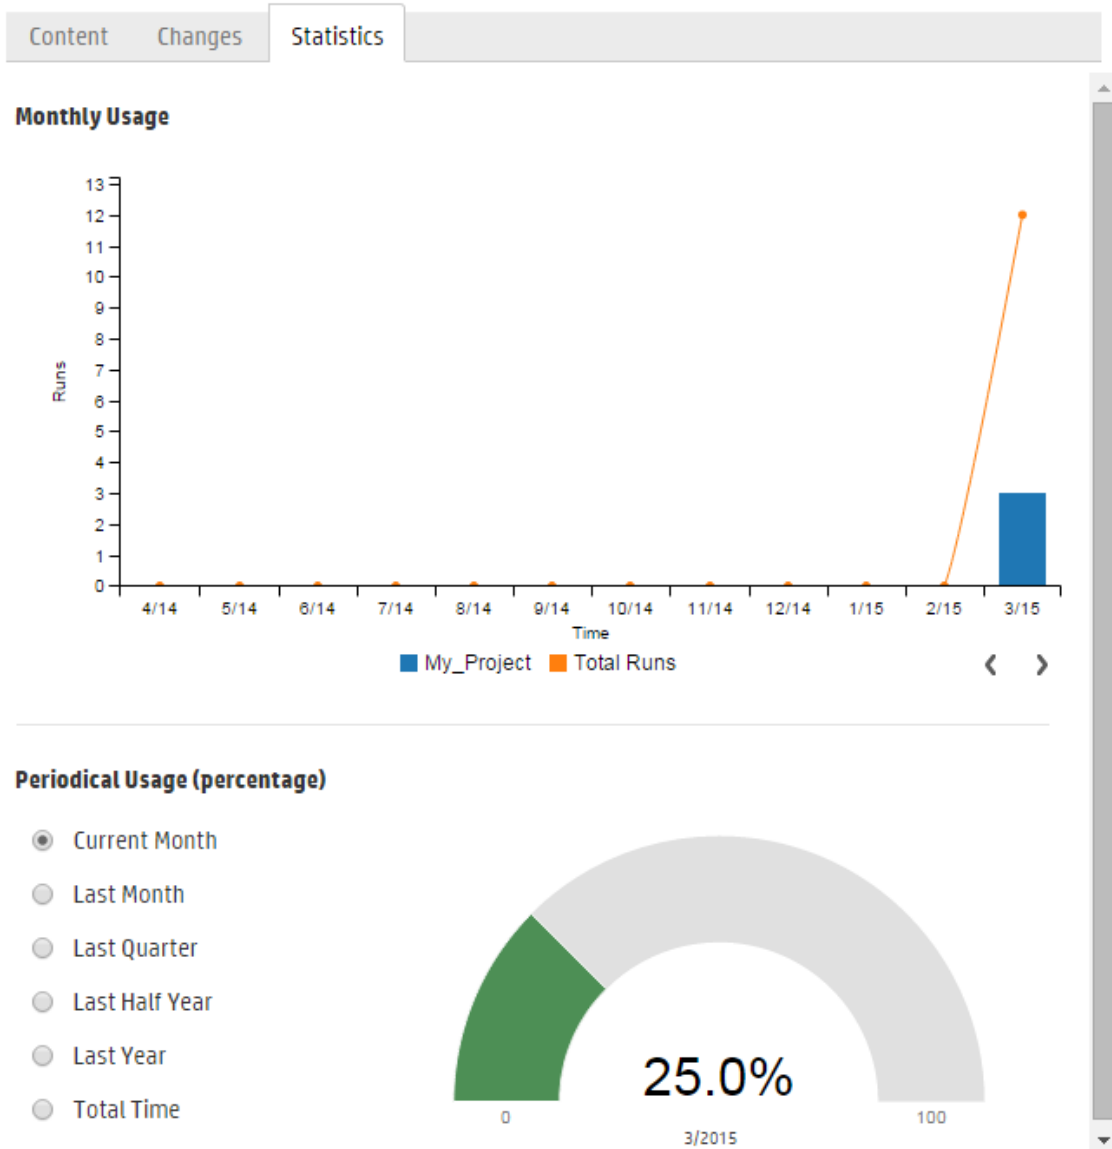 Content Changes Statistics
Monthly Usage
13
12
11
10
9
8
7
6
5
4
3
2
1
0
Runs
4/14 5/14 6/14 7/14 8/14 9/14 10/14 11/14 12/14 1/15 2/15 3/15
Time
My_Project Total Runs
Periodical Usage (percentage)
Current Month
Last Month
Last Quarter
Last Half Year
Last Year
Total Time
25.0%
0 100
3/2015